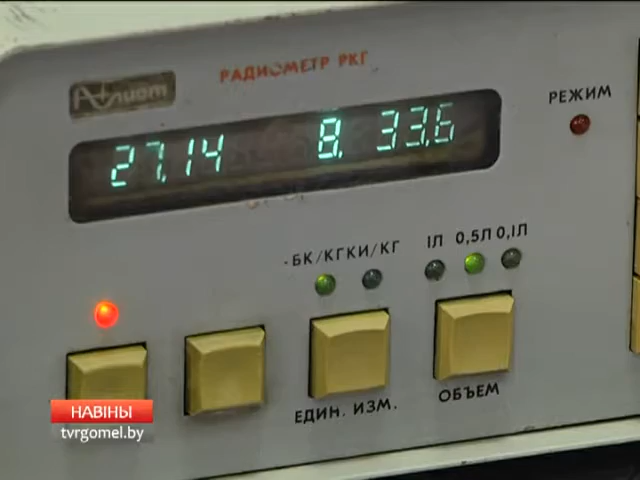 РАДИОМЕТР РКГ
Алиот
РЕЖИМ
27.14 8. 33.6
-БК/КГ КИ/КГ
1Л 0,5Л 0,1Л
ЕДИН. ИЗМ.
ОБЪЕМ
НАВІНЫ
tvrgomel.by